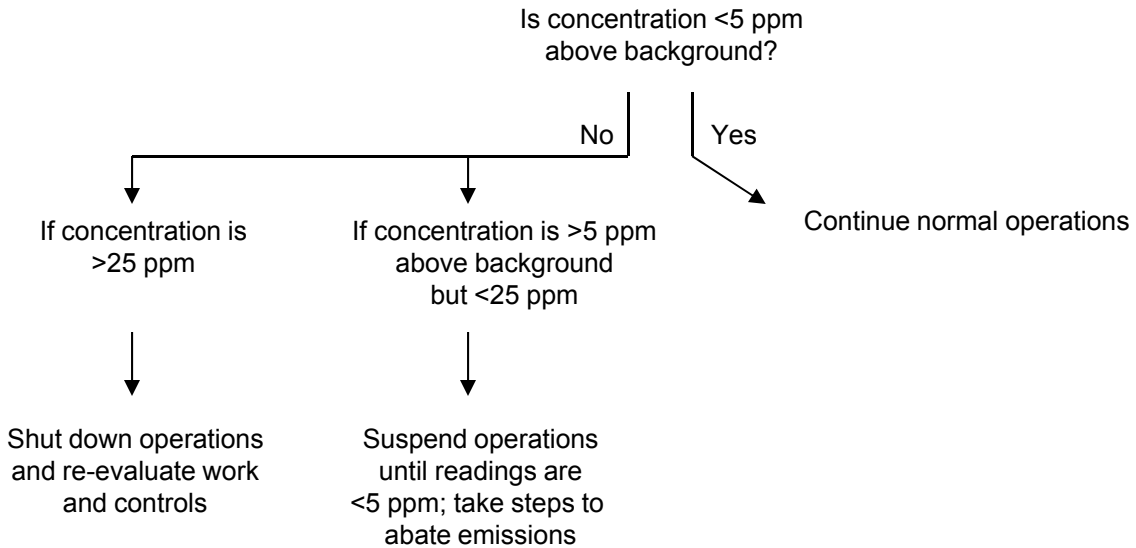 Is concentration <5 ppm
above background?
No
Yes
If concentration is
>25 ppm
If concentration is >5 ppm
above background
but <25 ppm
Continue normal operations
Shut down operations
and re-evaluate work
and controls
Suspend operations
until readings are
<5 ppm; take steps to
abate emissions